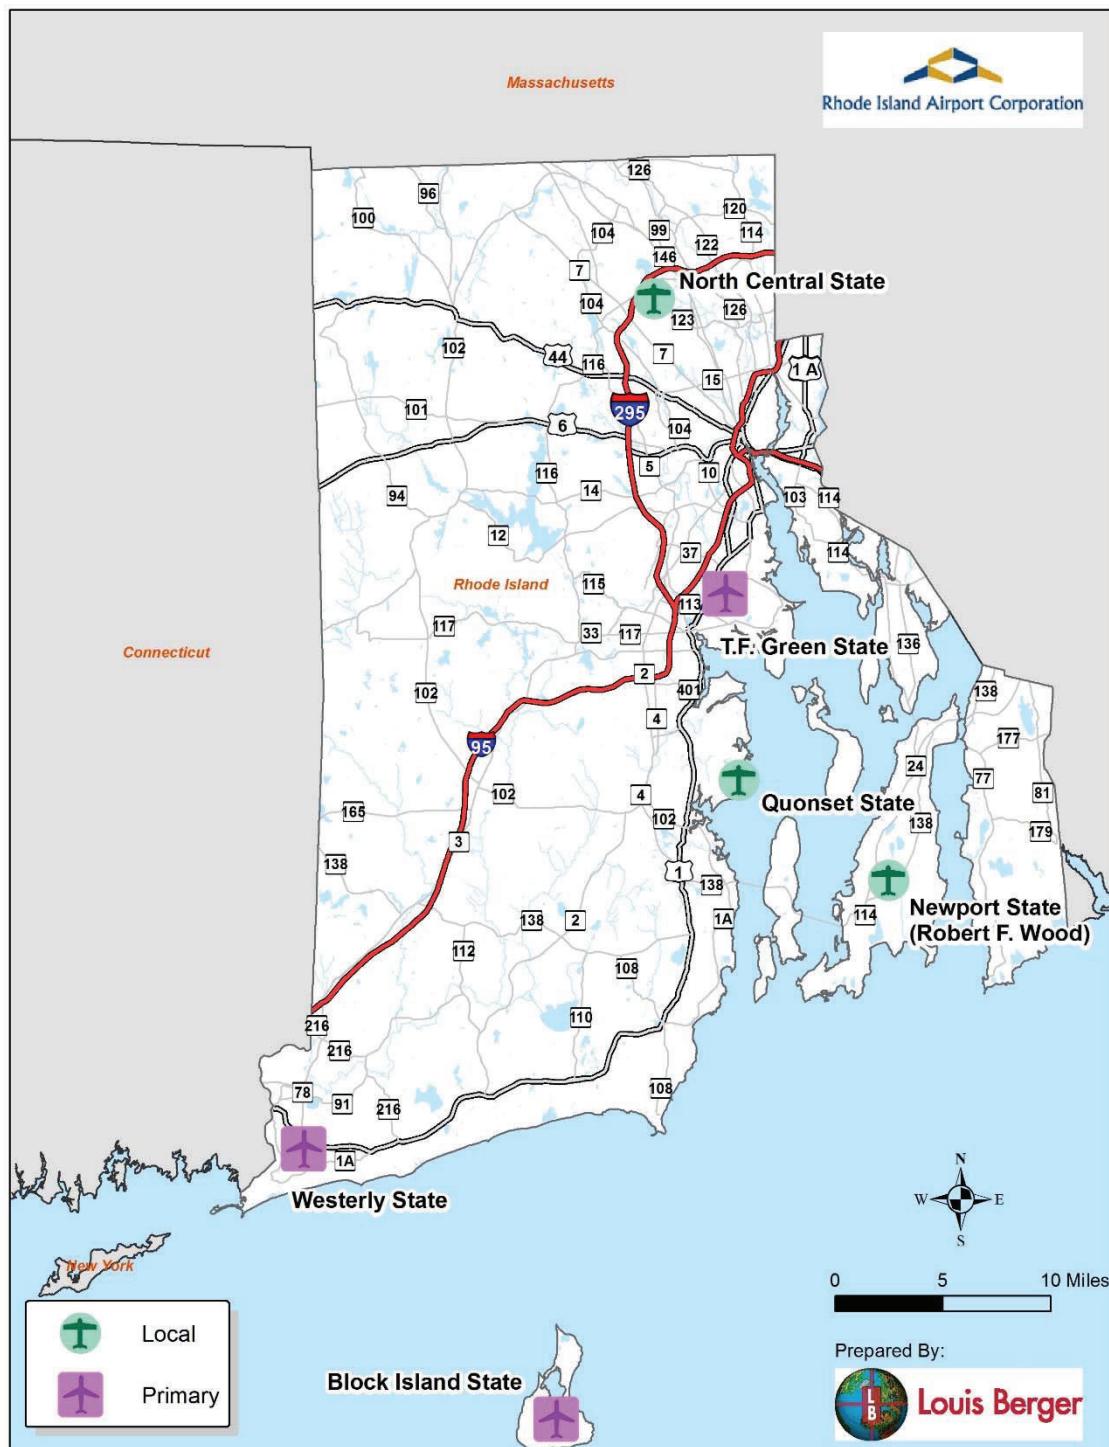 Massachusetts
Rhode Island Airport Corporation
126
96
100
120
104
99
114
122
146
7
North Central State
104
126
123
102
44
116
7
1 A
15
101
295
6
104
5
10
116
14
94
103
114
12
37
114
Rhode Island
115
113
117
33
117
136
T.F. Green State
Connecticut
2
102
401
138
4
177
95
24
77
102
4
81
Quonset State
165
102
138
179
3
138
1
138
Newport State
114
(Robert F. Wood)
138
2
1A
112
108
110
216
216
78
91
216
108
1A
Westerly State
N
W
E
S
New York
0
5
10 Miles
Local
Primary
Prepared By:
Block Island State
L
B
Louis Berger